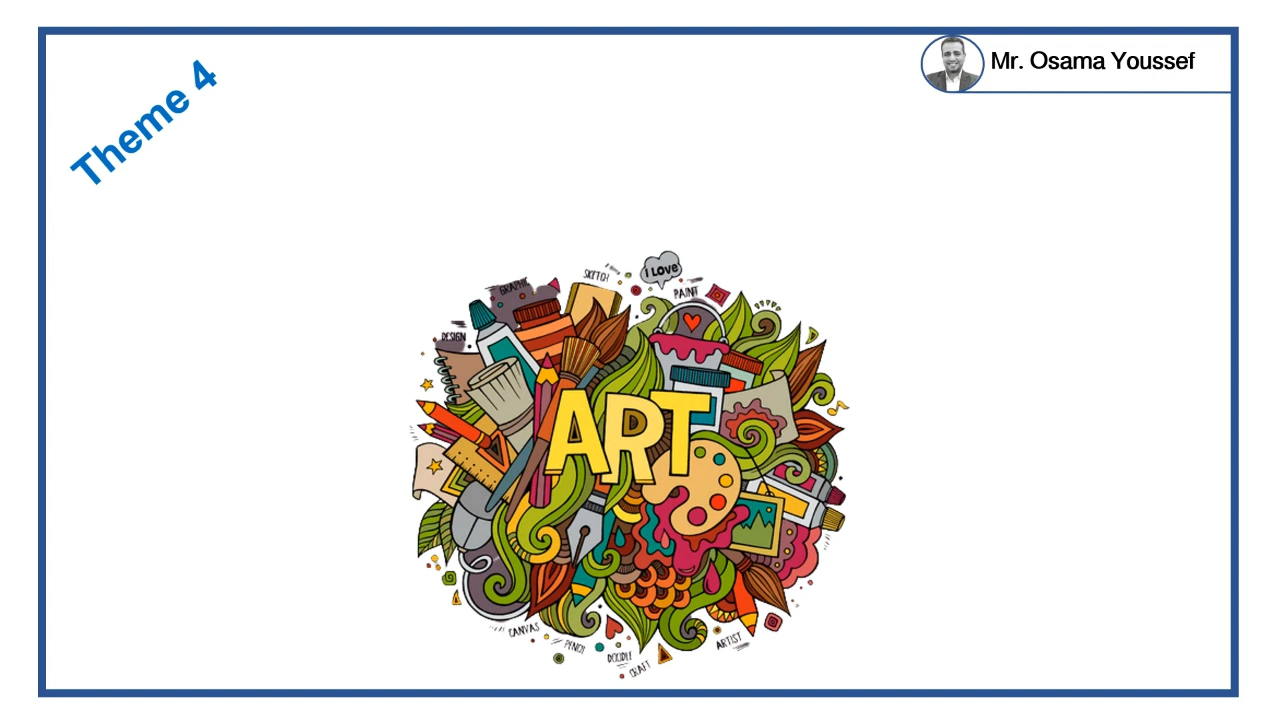 Theme 4
Mr. Osama Youssef
I LOVE
SKETCH
GRAPHIC
PAINT
DESIGN
ART
CANVAS
PENCIL
DOODLE
CRAFT
ARTIST